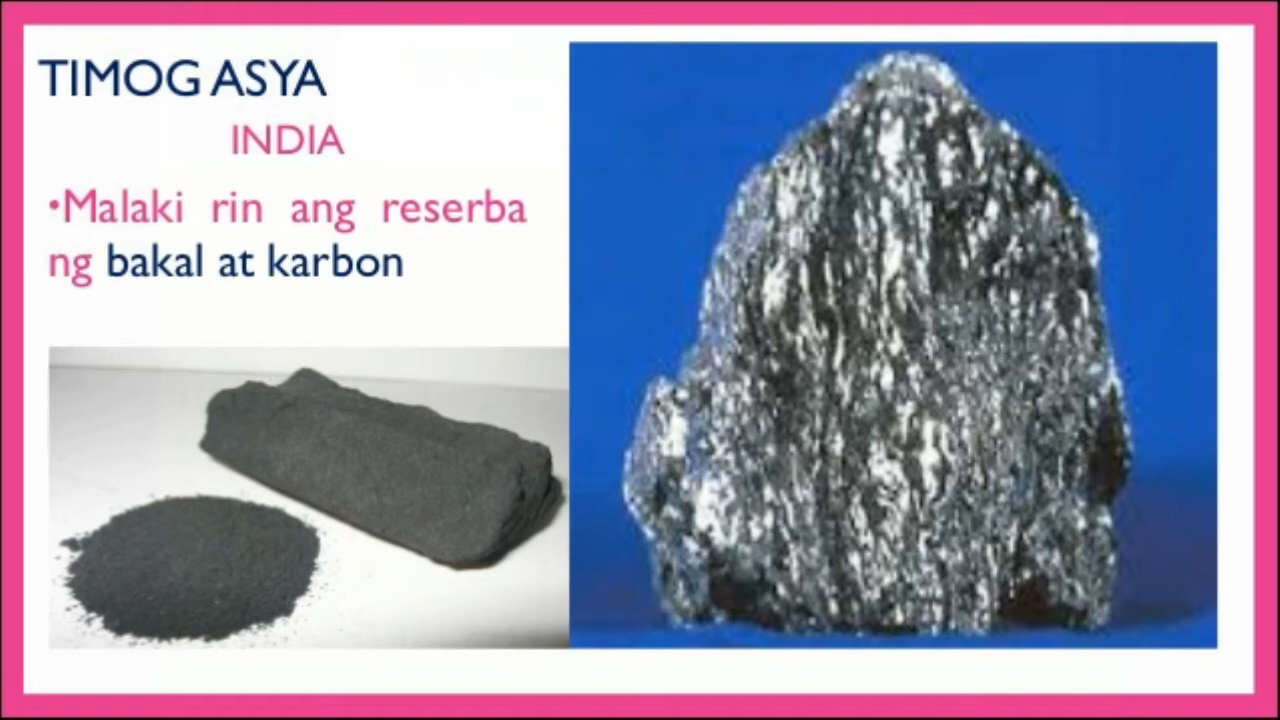 TIMOG ASYA
INDIA
•Malaki rin ang reserba
ng bakal at karbon